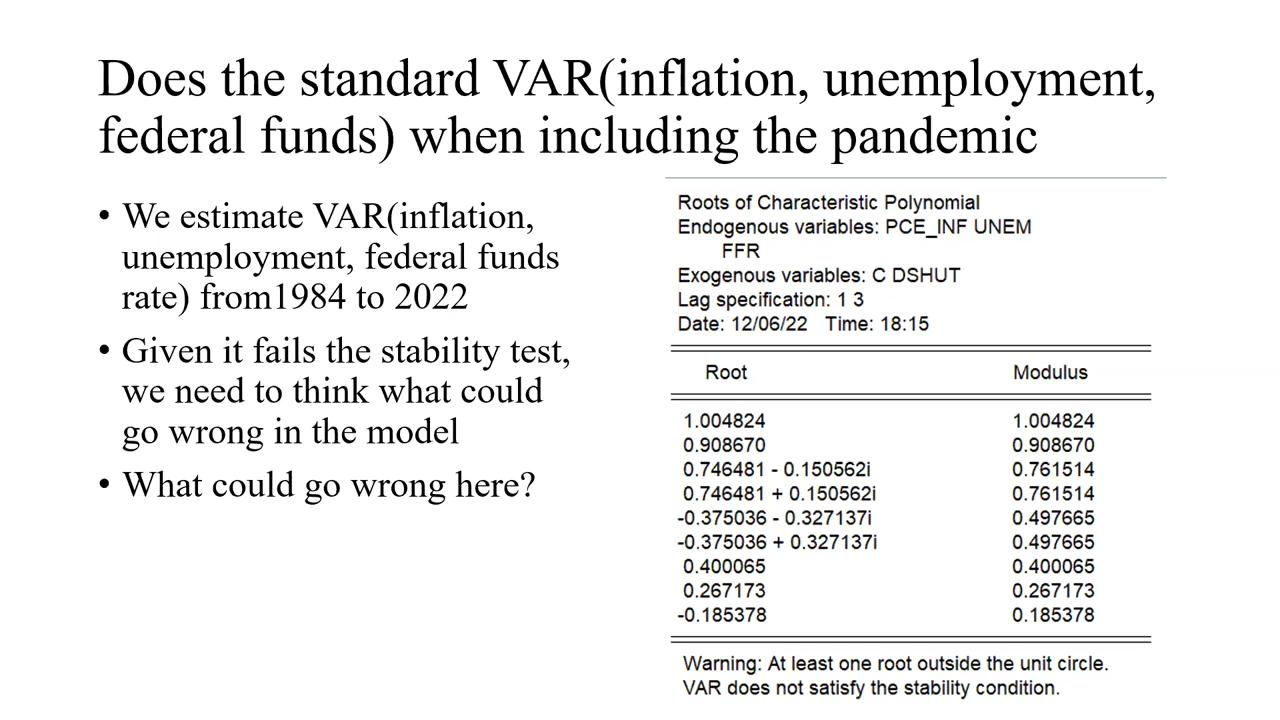 Does the standard VAR(inflation, unemployment,
federal funds) when including the pandemic
• We estimate VAR(inflation,
unemployment, federal funds
rate) from1984 to 2022
• Given it fails the stability test,
we need to think what could
go wrong in the model
• What could go wrong here?
Roots of Characteristic Polynomial
Endogenous variables: PCE_INF UNEM
FFR
Exogenous variables: C DSHUT
Lag specification: 1 3
Date: 12/06/22 Time: 18:15
Root Modulus
1.004824 1.004824
0.908670 0.908670
0.746481 - 0.150562i 0.761514
0.746481 + 0.150562i 0.761514
-0.375036 - 0.327137i 0.497665
-0.375036 + 0.327137i 0.497665
0.400065 0.400065
0.267173 0.267173
-0.185378 0.185378
Warning: At least one root outside the unit circle.
VAR does not satisfy the stability condition.